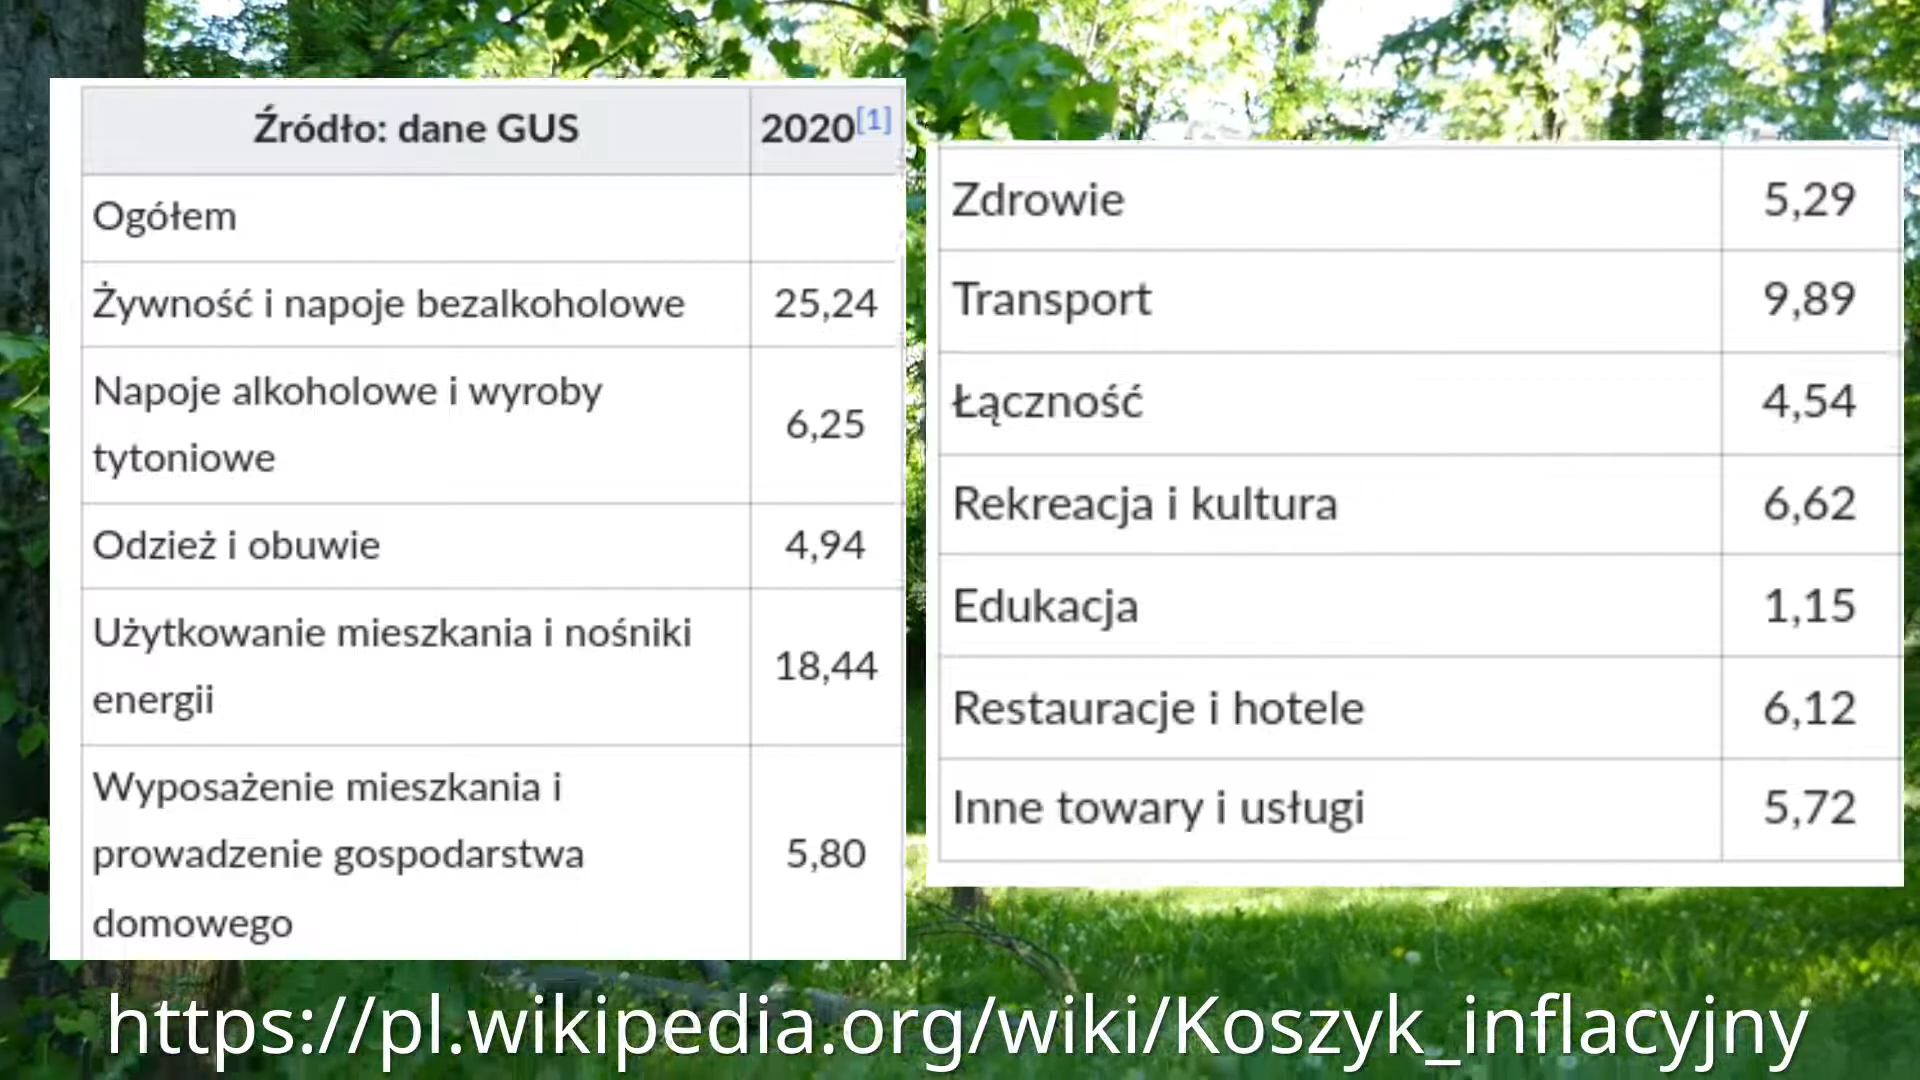 Źródło: dane GUS 2020[1]
Ogółem
Żywność i napoje bezalkoholowe 25,24
Napoje alkoholowe i wyroby
tytoniowe
6,25
Odzież i obuwie 4,94
Użytkowanie mieszkania i nośniki
energii
18,44
Wyposażenie mieszkania i
prowadzenie gospodarstwa
domowego
5,80
Zdrowie 5,29
Transport 9,89
Łączność 4,54
Rekreacja i kultura 6,62
Edukacja 1,15
Restauracje i hotele 6,12
Inne towary i usługi 5,72
https://pl.wikipedia.org/wiki/Koszyk_inflacyjny